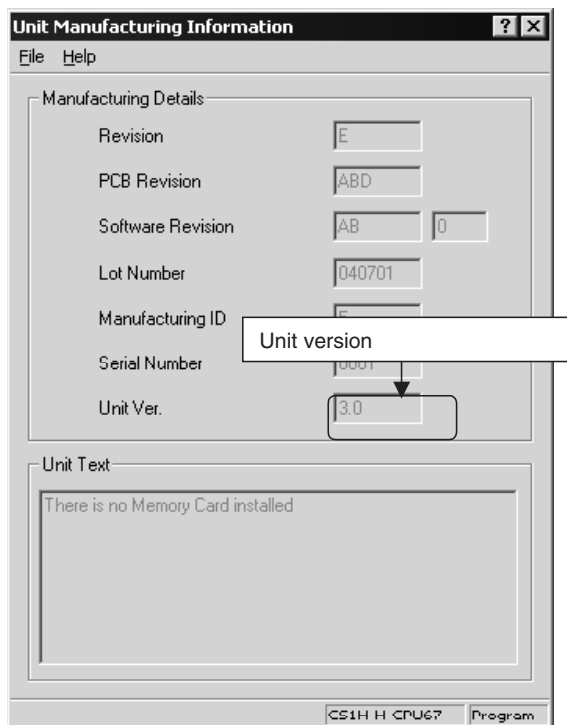 Unit Manufacturing Information
File Help
Manufacturing Details
Revision E
PCB Revision ABD
Software Revision AB 0
Lot Number 040701
Manufacturing ID
Unit version
Serial Number
Unit Ver. 3.0
Unit Text
There is no Memory Card installed
CS1H-H CPU67 Program